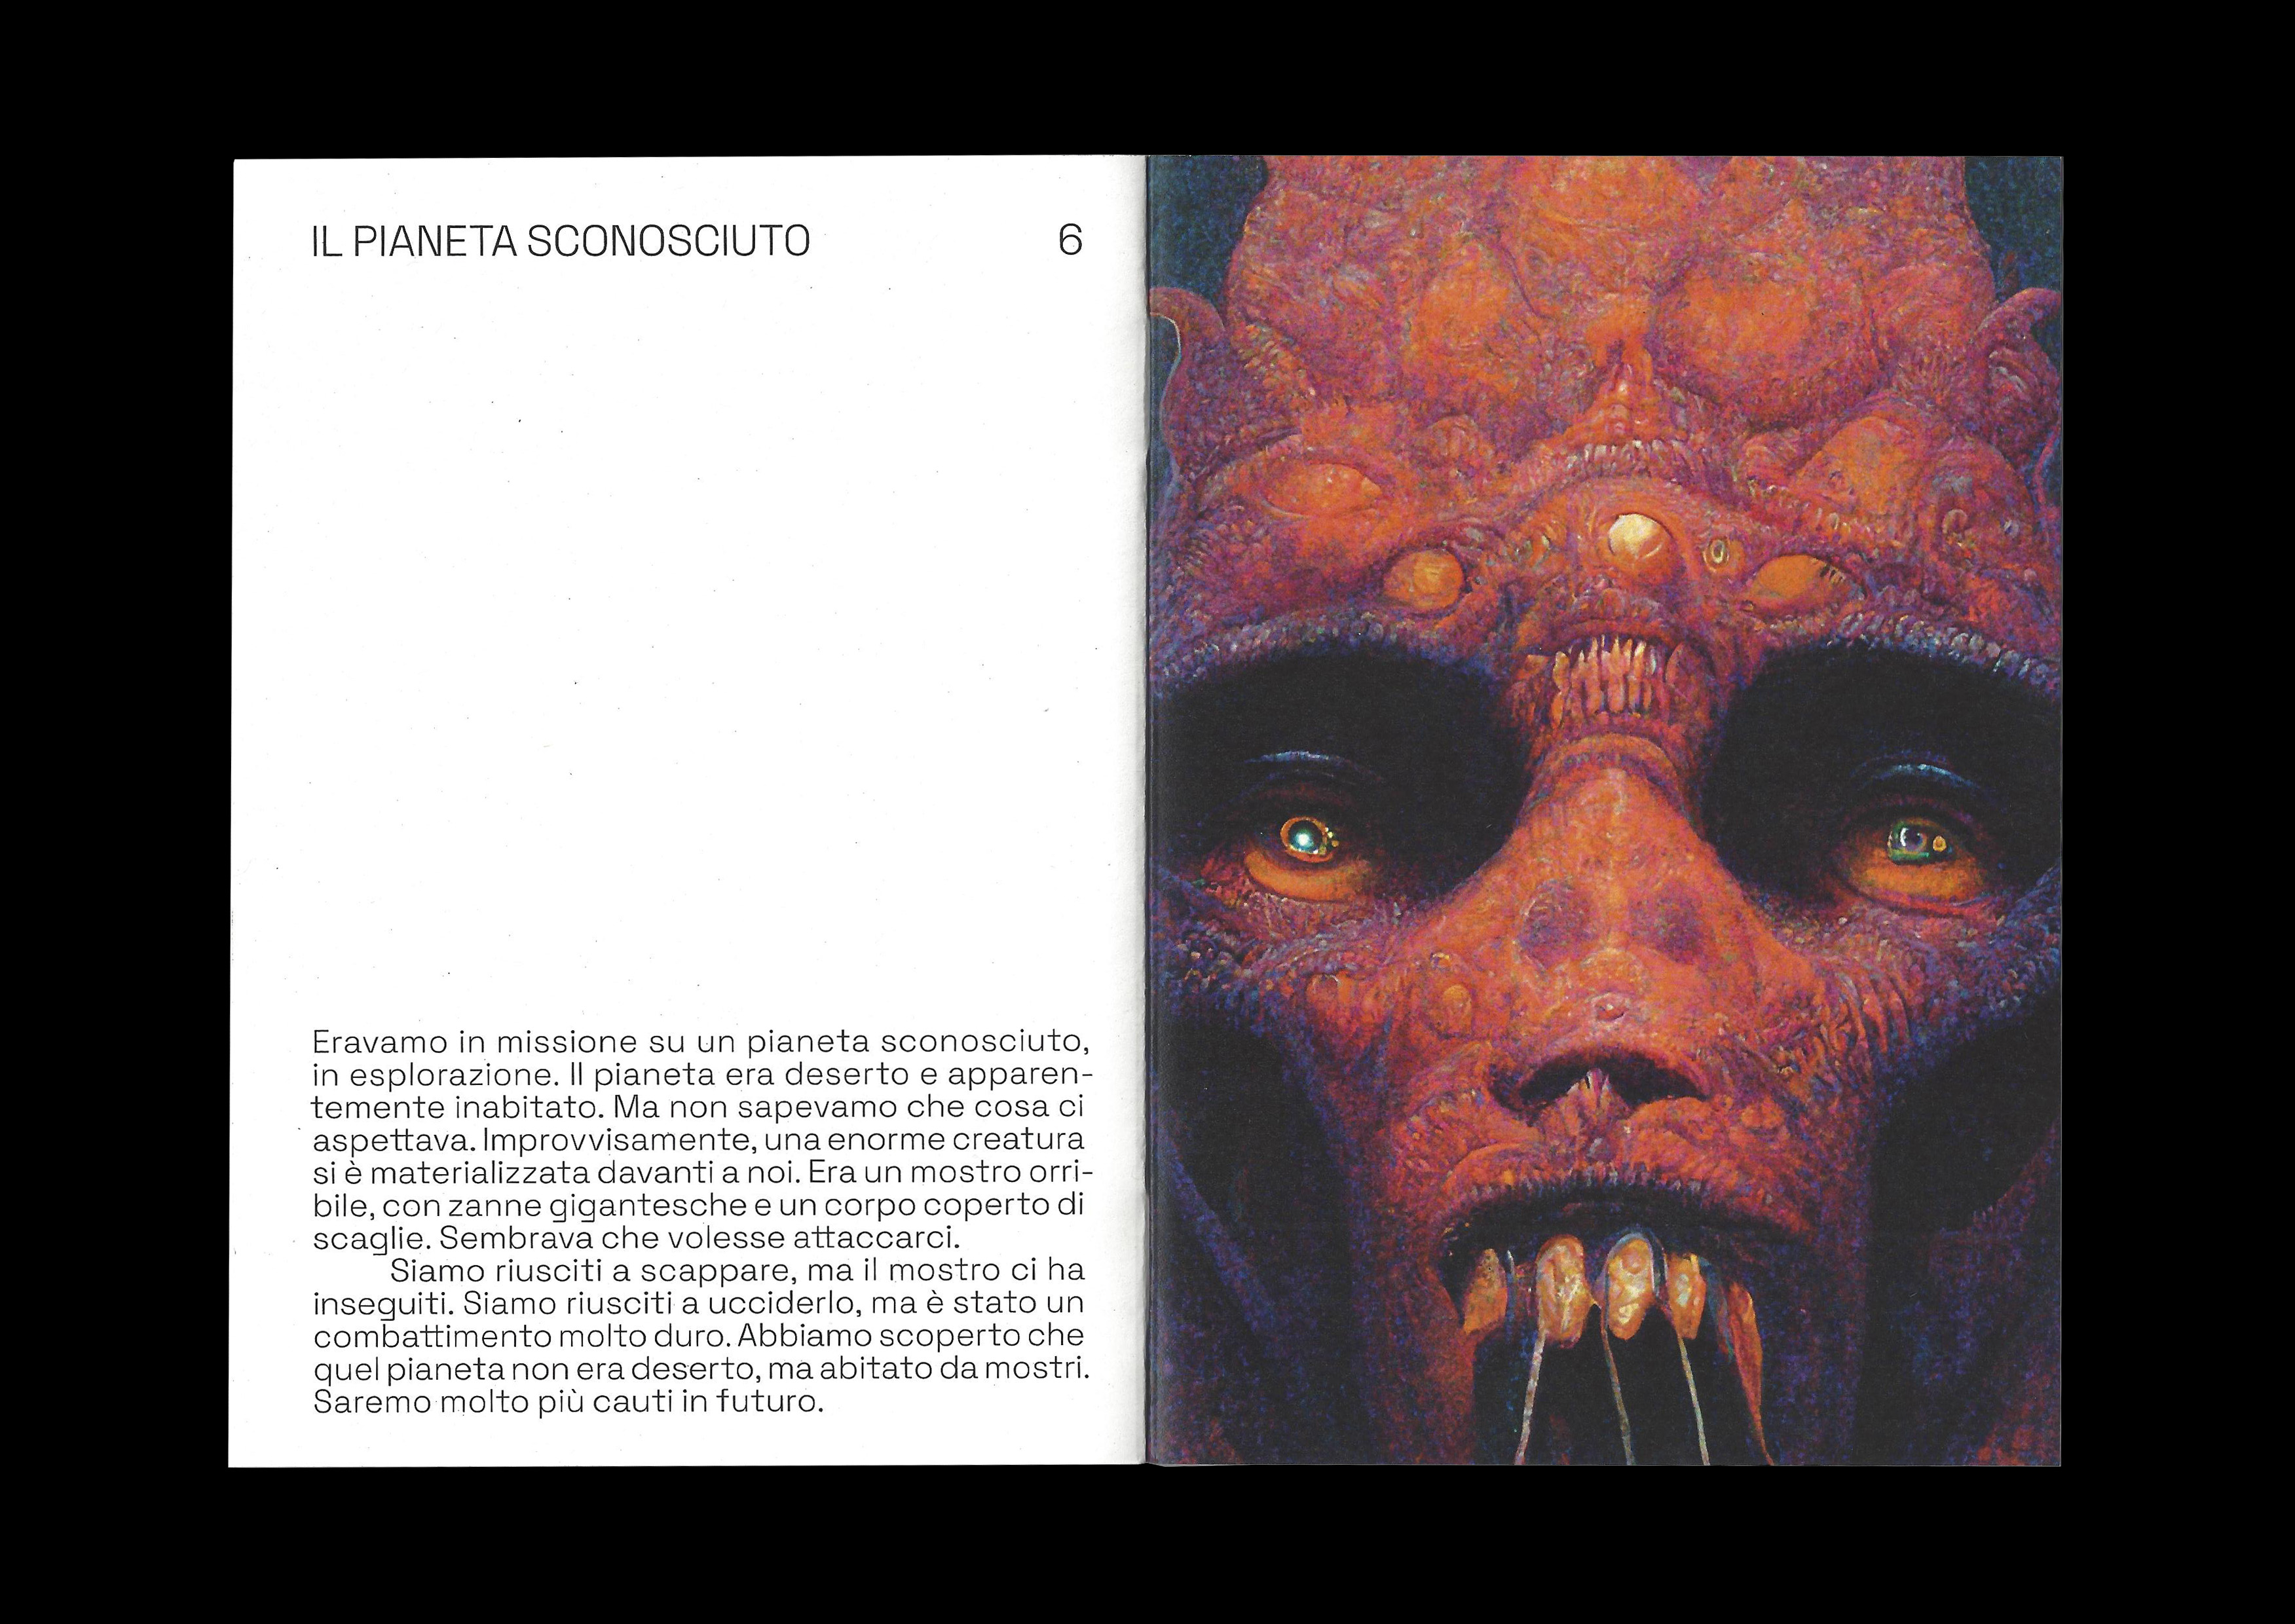 IL PIANETA SCONOSCIUTO 6
Eravamo in missione su un pianeta sconosciuto,
in esplorazione. Il pianeta era deserto e apparen-
temente inabitato. Ma non sapevamo che cosa ci
aspettava. Improvvisamente, una enorme creatura
si è materializzata davanti a noi. Era un mostro orri-
bile, con zanne gigantesche e un corpo coperto di
scaglie. Sembrava che volesse attaccarci.
Siamo riusciti a scappare, ma il mostro ci ha
inseguiti. Siamo riusciti a ucciderlo, ma è stato un
combattimento molto duro. Abbiamo scoperto che
quel pianeta non era deserto, ma abitato da mostri.
Saremo molto più cauti in futuro.